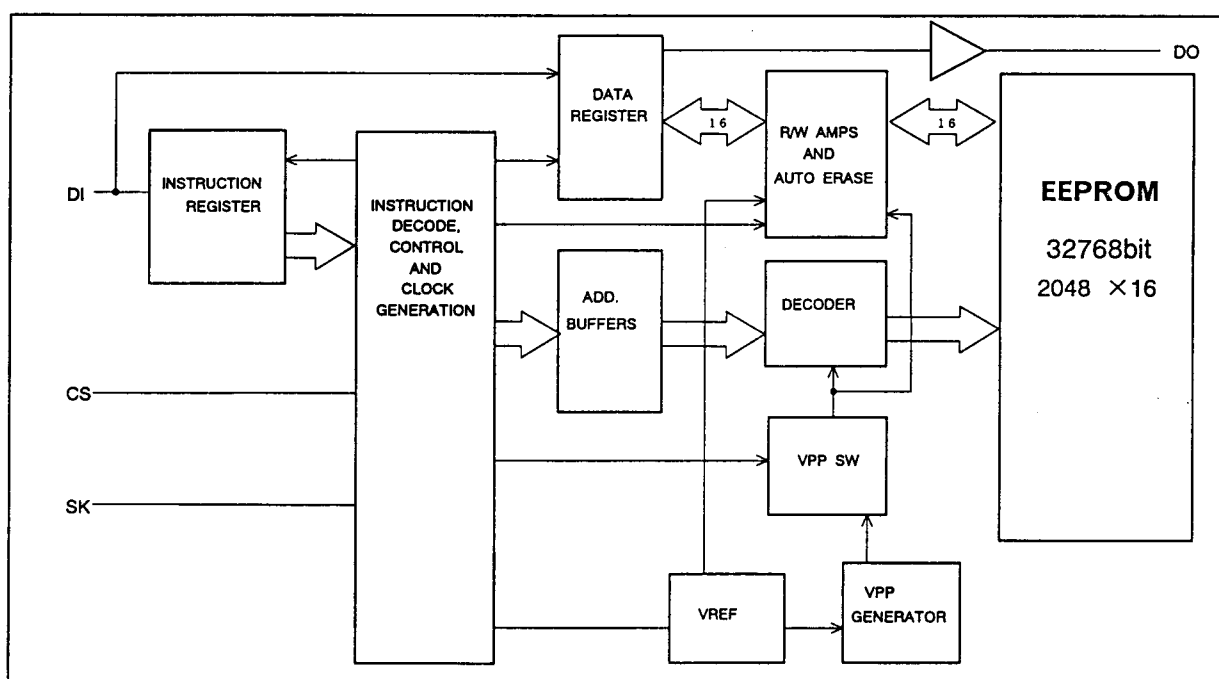 DO
DATA
REGISTER
16
16
R/W AMPS
AND
AUTO ERASE
EEPROM
32768bit
2048 ×16
DI
INSTRUCTION
REGISTER
INSTRUCTION
DECODE,
CONTROL
AND
CLOCK
GENERATION
ADD.
BUFFERS
DECODER
CS
VPP SW
SK
VREF
VPP
GENERATOR